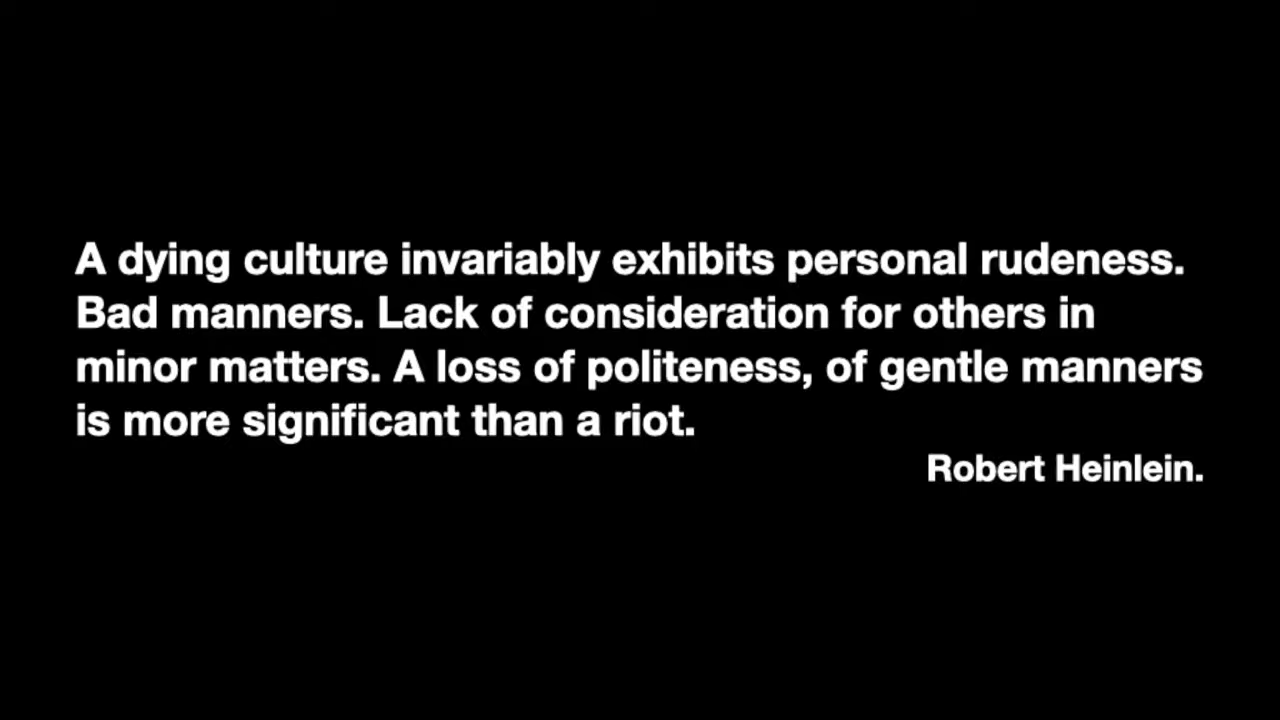 A dying culture invariably exhibits personal rudeness.
Bad manners. Lack of consideration for others in
minor matters. A loss of politeness, of gentle manners
is more significant than a riot.
Robert Heinlein.